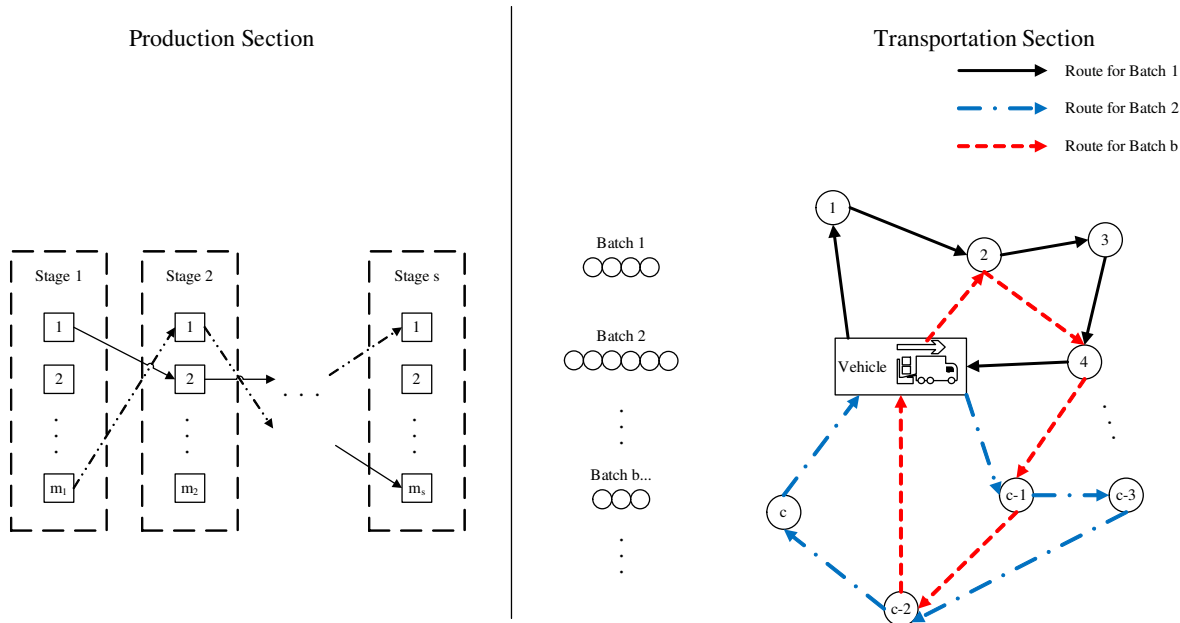 Production Section
Transportation Section
Route for Batch 1
Route for Batch 2
Route for Batch b
Stage 1
1
2
m₁
Stage 2
1
2
m₂
. . .
Stage s
1
2
mₛ
Batch 1
Batch 2
Batch b...
1
2
3
4
Vehicle
c-1
c-3
c
c-2